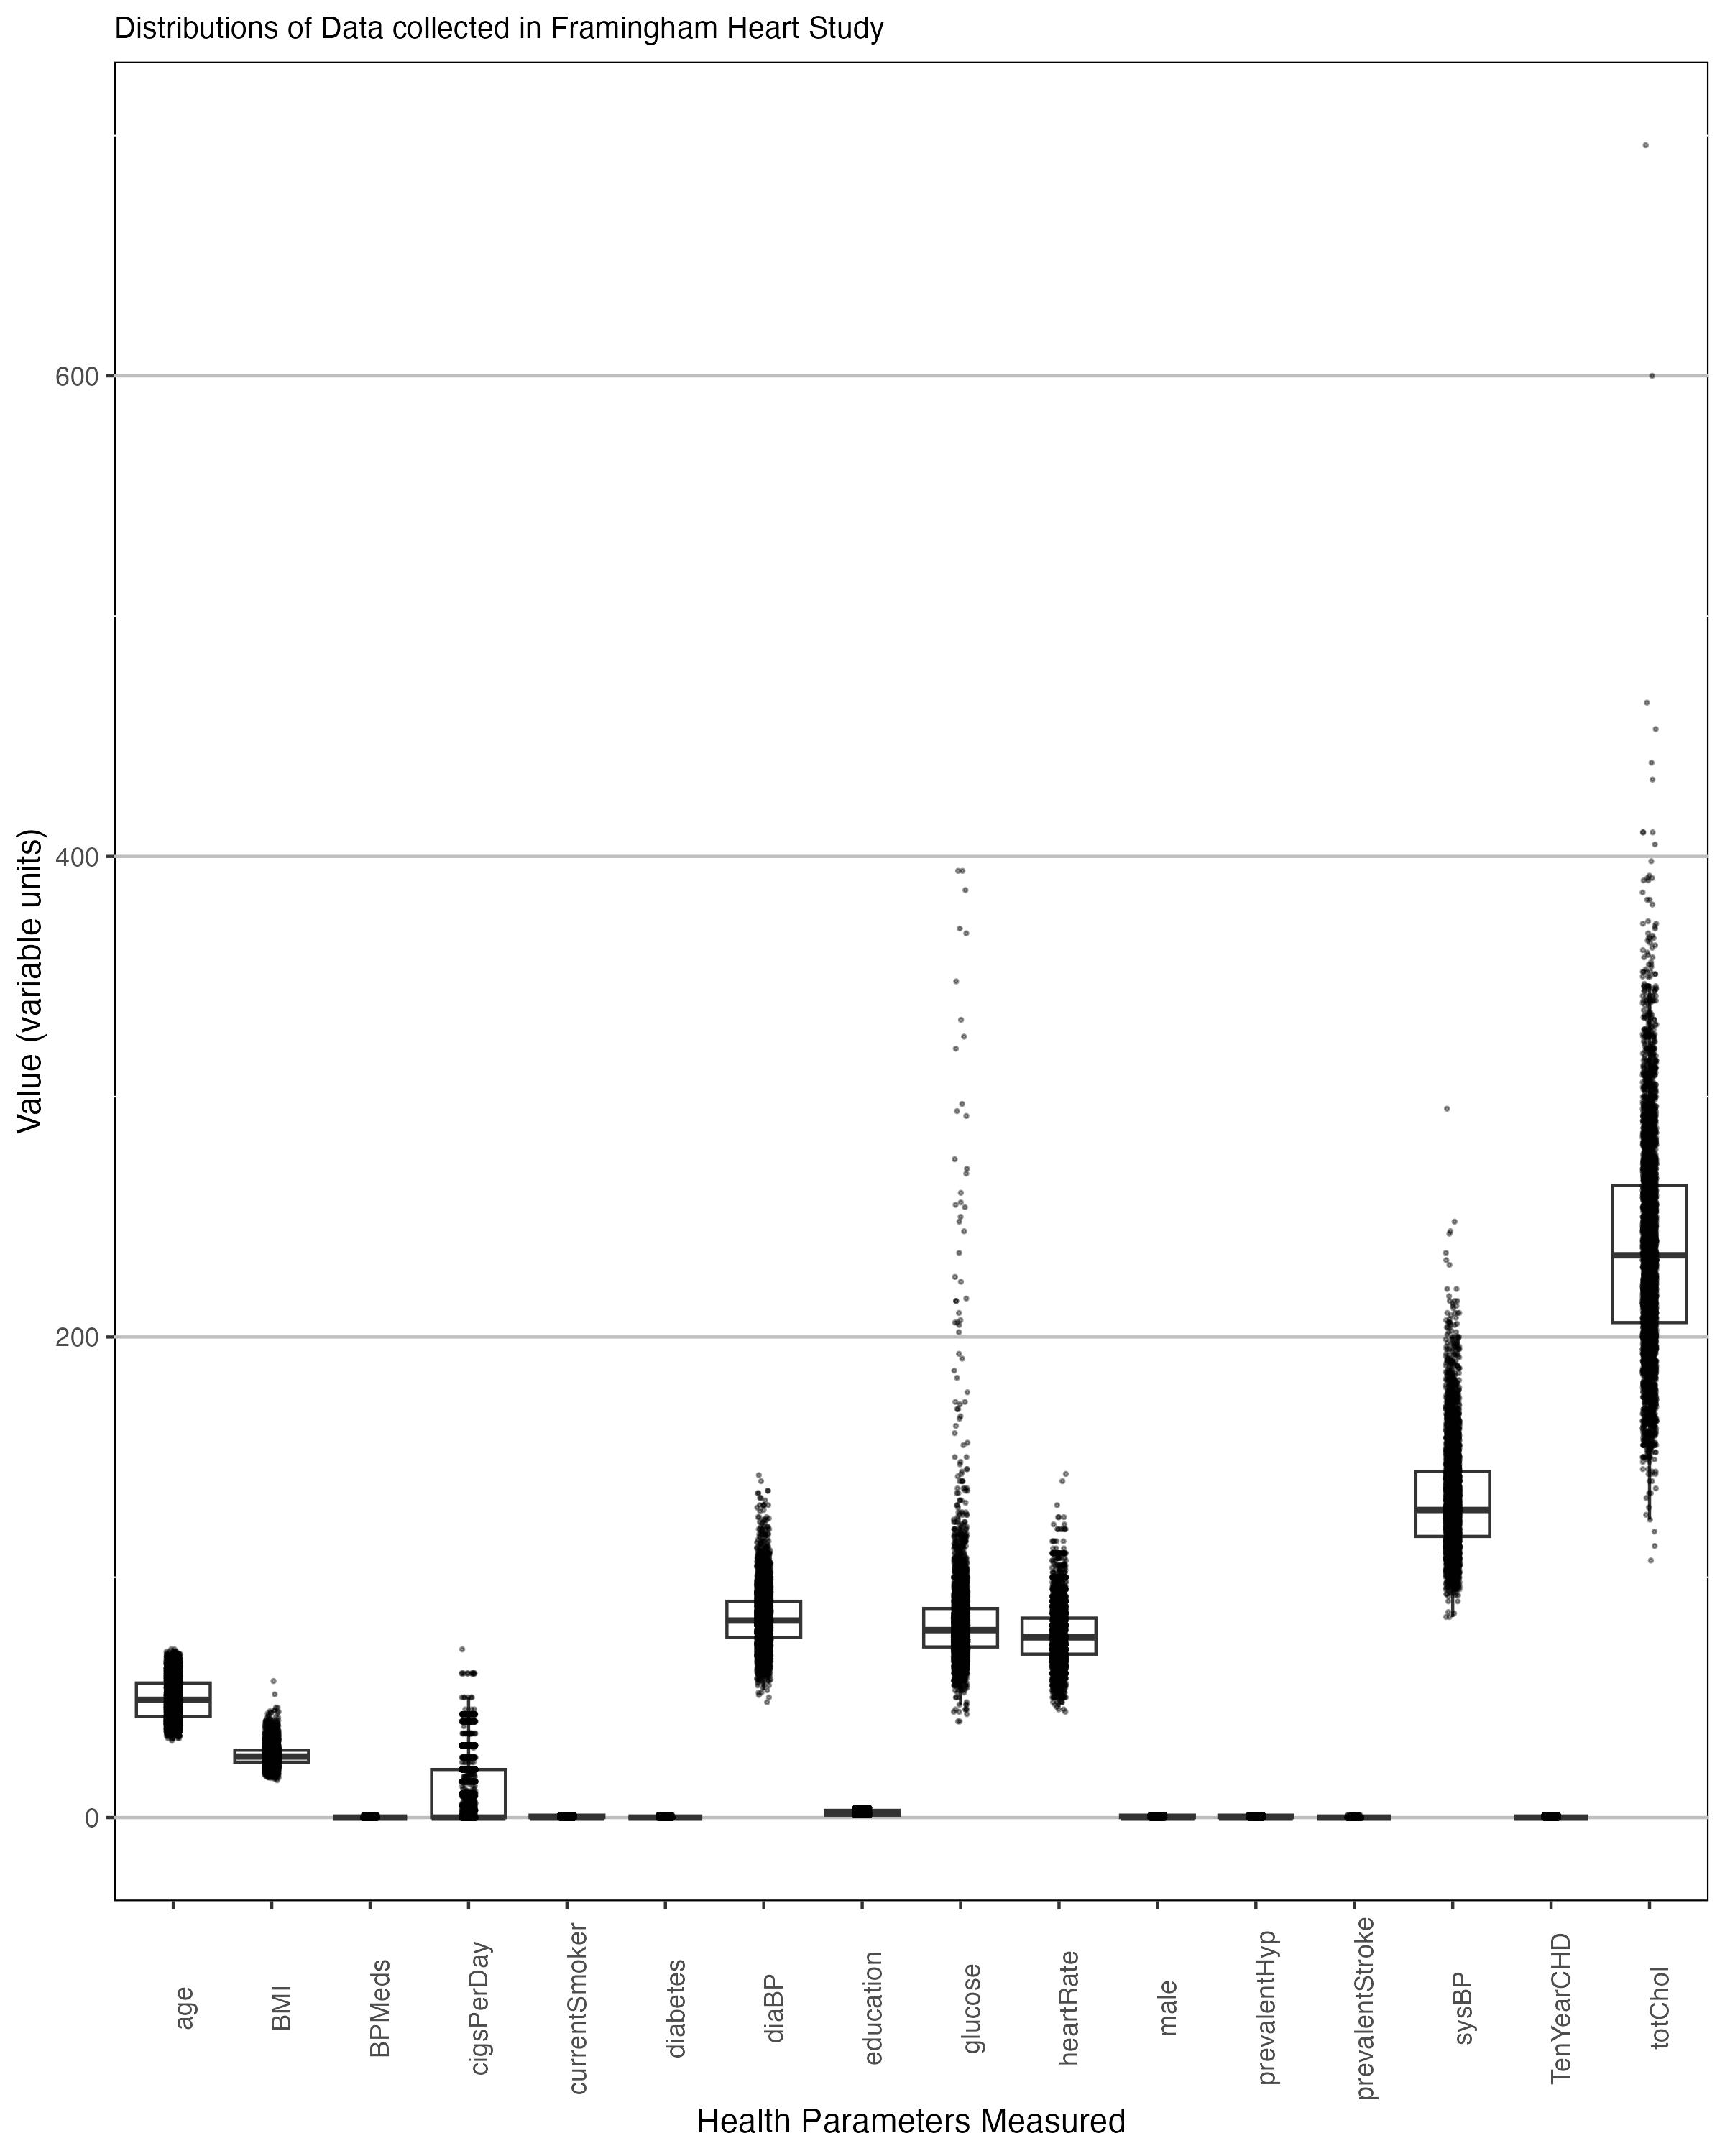 Distributions of Data collected in Framingham Heart Study
Value (variable units)
600
400
200
0
age
BMI
BPMeds
cigsPerDay
currentSmoker
diabetes
diaBP
education
glucose
heartRate
male
prevalentHyp
prevalentStroke
sysBP
TenYearCHD
totChol
Health Parameters Measured